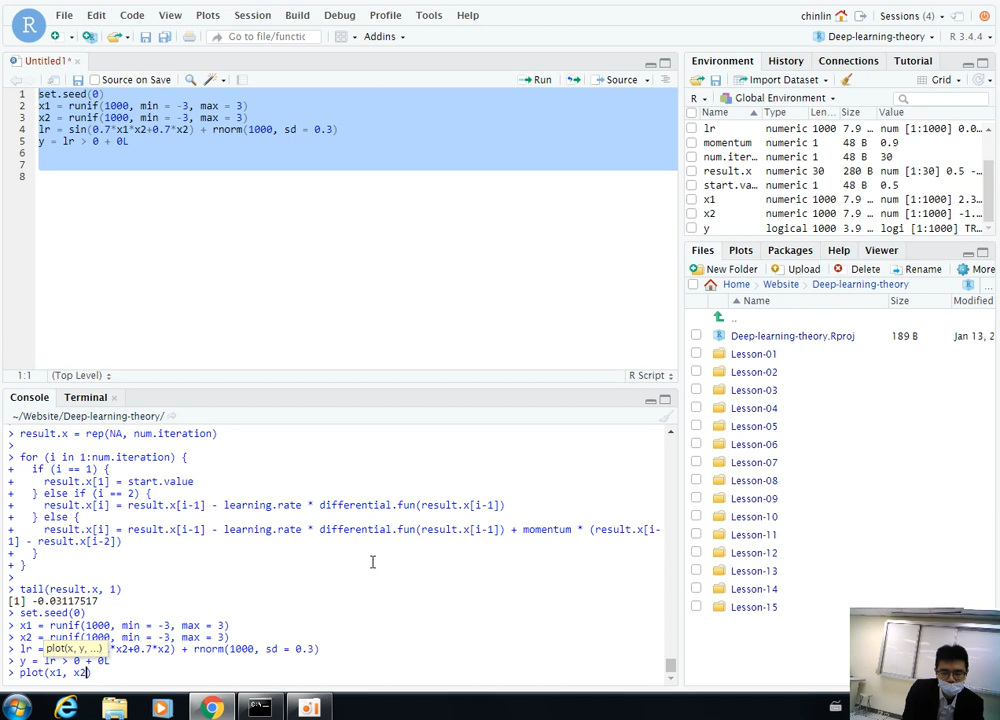 File Edit Code View Plots Session Build Debug Profile Tools Help
chinlin Sessions (4)
Go to file/function Addins
Deep-learning-theory R 3.4.4
Untitled1*
Source on Save Run Source
1 set.seed(0)
2 x1 = runif(1000, min = -3, max = 3)
3 x2 = runif(1000, min = -3, max = 3)
4 lr = sin(0.7*x1*x2+0.7*x2) + rnorm(1000, sd = 0.3)
5 y = lr > 0 + 0L
6
7
8
1:1 (Top Level) R Script
Console Terminal
~/Website/Deep-learning-theory/
> result.x = rep(NA, num.iteration)
>
> for (i in 1:num.iteration) {
+ if (i == 1) {
+ result.x[1] = start.value
+ } else if (i == 2) {
+ result.x[i] = result.x[i-1] - learning.rate * differential.fun(result.x[i-1])
+ } else {
+ result.x[i] = result.x[i-1] - learning.rate * differential.fun(result.x[i-1]) + momentum * (result.x[i-
1] - result.x[i-2])
+ }
+ }
>
> tail(result.x, 1)
[1] -0.03117517
> set.seed(0)
> x1 = runif(1000, min = -3, max = 3)
> x2 = runif(1000, min = -3, max = 3)
> lr = plot(x, y, ...) *x2+0.7*x2) + rnorm(1000, sd = 0.3)
> y = lr > 0 + 0L
> plot(x1, x2)
Environment History Connections Tutorial
Import Dataset Grid
R Global Environment
Name Type Len... Size Value
lr numeric 1000 7.9 … num [1:1000] 0.0…
momentum numeric 1 48 B 0.9
num.iter… numeric 1 48 B 30
result.x numeric 30 280 B num [1:30] 0.5 -…
start.va… numeric 1 48 B 0.5
x1 numeric 1000 7.9 … num [1:1000] 2.3…
x2 numeric 1000 7.9 … num [1:1000] -1.…
y logical 1000 3.9 … logi [1:1000] TR…
Files Plots Packages Help Viewer
New Folder Upload Delete Rename More
Home Website Deep-learning-theory ...
Name Size Modified
..
Deep-learning-theory.Rproj 189 B Jan 13, 2
Lesson-01
Lesson-02
Lesson-03
Lesson-04
Lesson-05
Lesson-06
Lesson-07
Lesson-08
Lesson-09
Lesson-10
Lesson-11
Lesson-12
Lesson-13
Lesson-14
Lesson-15